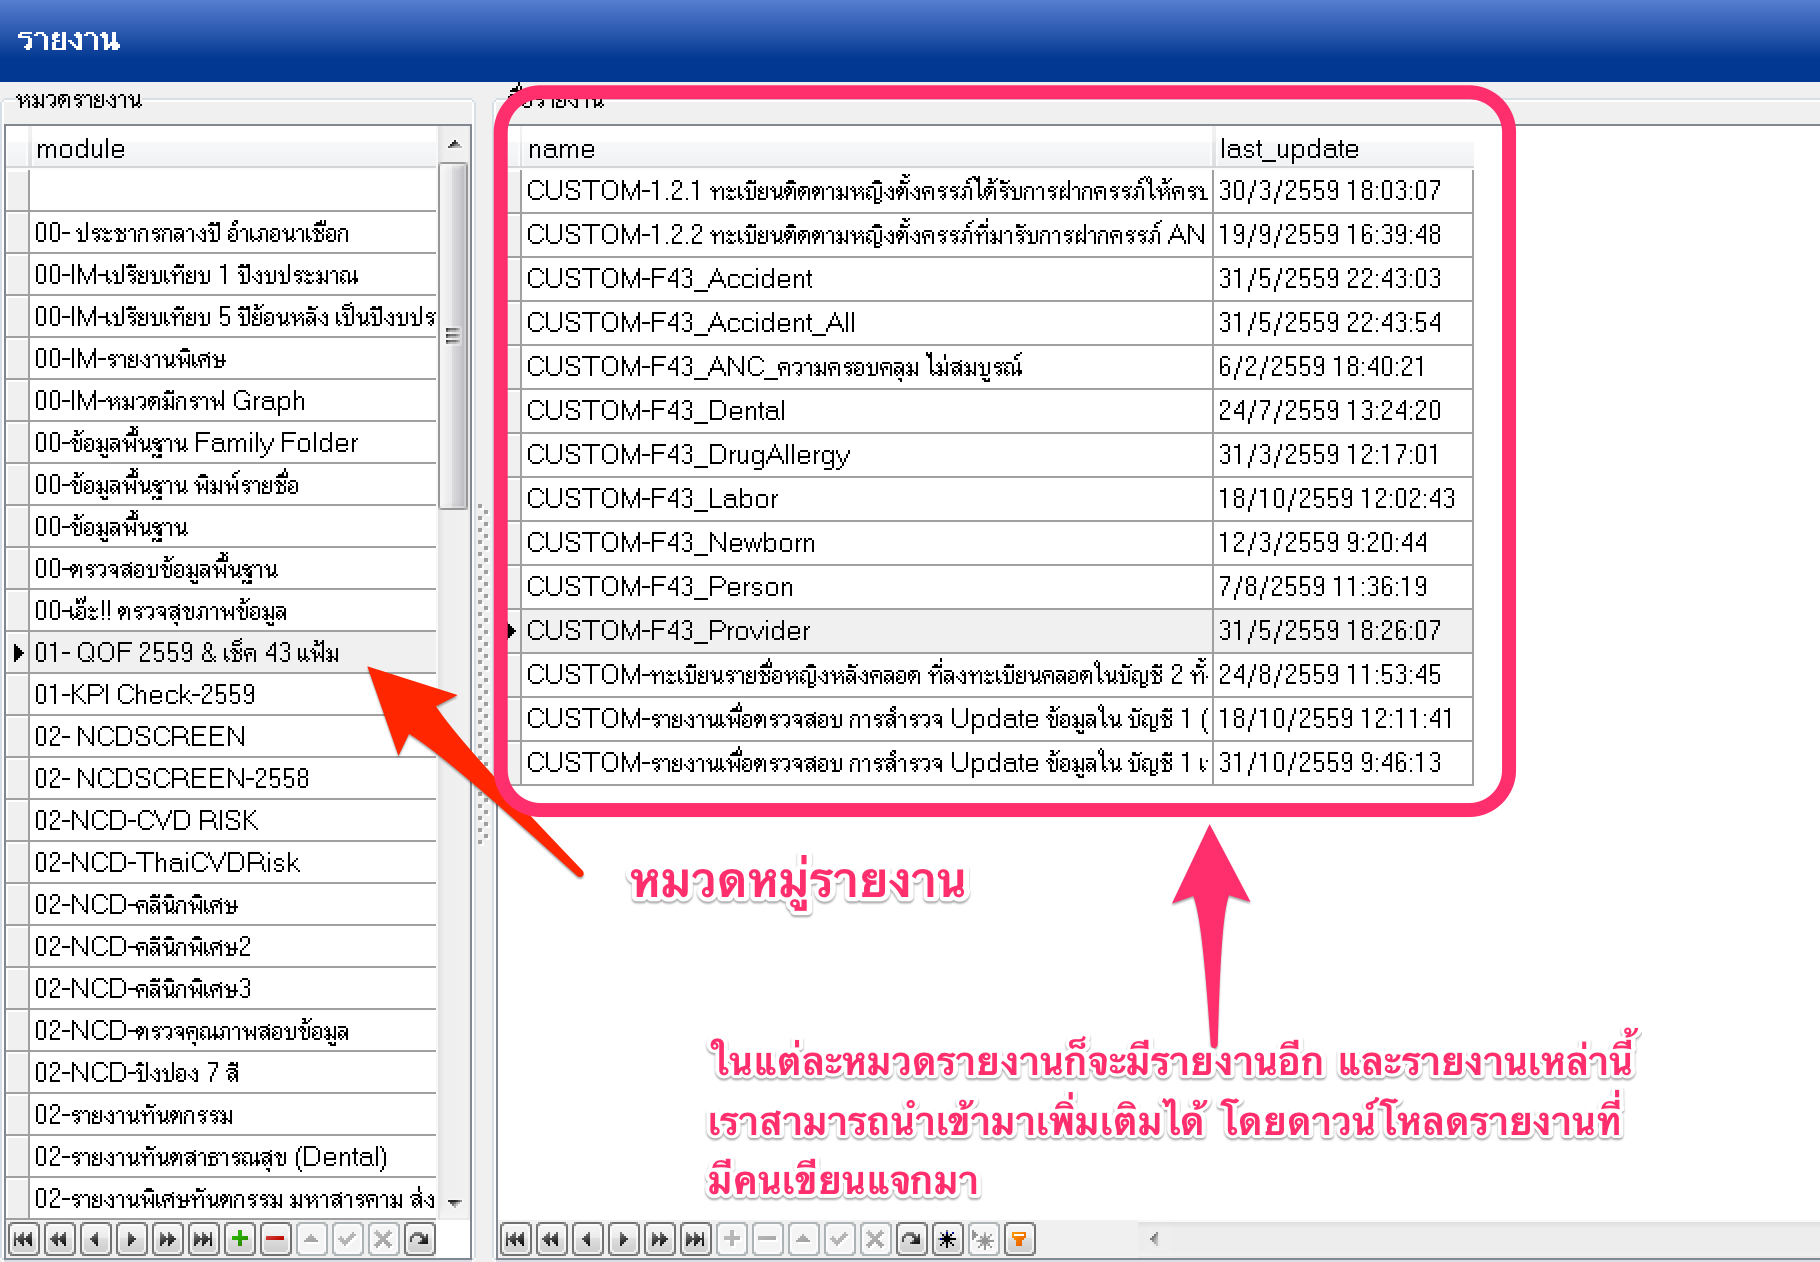 รายงาน
หมวดรายงาน
module
00- ประชากรกลางปี อำเภอนาเชือก
00-IM-เปรียบเทียบ 1 ปีงบประมาณ
00-IM-เปรียบเทียบ 5 ปีย้อนหลัง เป็นปีงบประ
00-IM-รายงานพิเศษ
00-IM-หมวดมีกราฟ Graph
00-ข้อมูลพื้นฐาน Family Folder
00-ข้อมูลพื้นฐาน พิมพ์รายชื่อ
00-ข้อมูลพื้นฐาน
00-ตรวจสอบข้อมูลพื้นฐาน
00-เอ๊ะ!! ตรวจสุขภาพข้อมูล
01- QOF 2559 & เช็ค 43 แฟ้ม
01-KPI Check-2559
02- NCDSCREEN
02- NCDSCREEN-2558
02-NCD-CVD RISK
02-NCD-ThaiCVDRisk
02-NCD-คลีนิกพิเศษ
02-NCD-คลีนิกพิเศษ2
02-NCD-คลีนิกพิเศษ3
02-NCD-ตรวจคุณภาพสอบข้อมูล
02-NCD-ปิงปอง 7 สี
02-รายงานทันตกรรม
02-รายงานทันตสาธารณสุข (Dental)
02-รายงานพิเศษทันตกรรม มหาสารคาม ส่ง
ชื่อรายงาน
name last_update
CUSTOM-1.2.1 ทะเบียนติดตามหญิงตั้งครรภ์ได้รับการฝากครรภ์ให้ครบ 30/3/2559 18:03:07
CUSTOM-1.2.2 ทะเบียนติดตามหญิงตั้งครรภ์ที่มารับการฝากครรภ์ AN 19/9/2559 16:39:48
CUSTOM-F43_Accident 31/5/2559 22:43:03
CUSTOM-F43_Accident_All 31/5/2559 22:43:54
CUSTOM-F43_ANC_ความครอบคลุม ไม่สมบูรณ์ 6/2/2559 18:40:21
CUSTOM-F43_Dental 24/7/2559 13:24:20
CUSTOM-F43_DrugAllergy 31/3/2559 12:17:01
CUSTOM-F43_Labor 18/10/2559 12:02:43
CUSTOM-F43_Newborn 12/3/2559 9:20:44
CUSTOM-F43_Person 7/8/2559 11:36:19
CUSTOM-F43_Provider 31/5/2559 18:26:07
CUSTOM-ทะเบียนรายชื่อหญิงหลังคลอด ที่ลงทะเบียนคลอดในบัญชี 2 ทั้ 24/8/2559 11:53:45
CUSTOM-รายงานเพื่อตรวจสอบ การสำรวจ Update ข้อมูลใน บัญชี 1 ( 18/10/2559 12:11:41
CUSTOM-รายงานเพื่อตรวจสอบ การสำรวจ Update ข้อมูลใน บัญชี 1 เ 31/10/2559 9:46:13
หมวดหมู่รายงาน
ในแต่ละหมวดรายงานก็จะมีรายงานอีก และรายงานเหล่านี้
เราสามารถนำเข้ามาเพิ่มเติมได้ โดยดาวน์โหลดรายงานที่
มีคนเขียนแจกมา